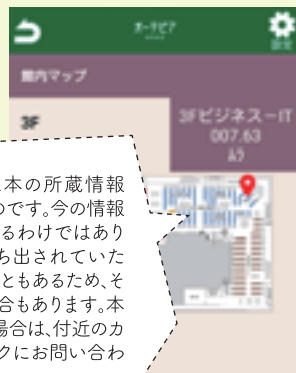 オーテピア
設定
館内マップ
3F
3FビジネスーIT
007.63
ムラ
本の所蔵情報
のです。今の情報
るわけではあり
ち出されていた
ともあるため、そ
合もあります。本
場合は、付近のカ
クにお問い合わ